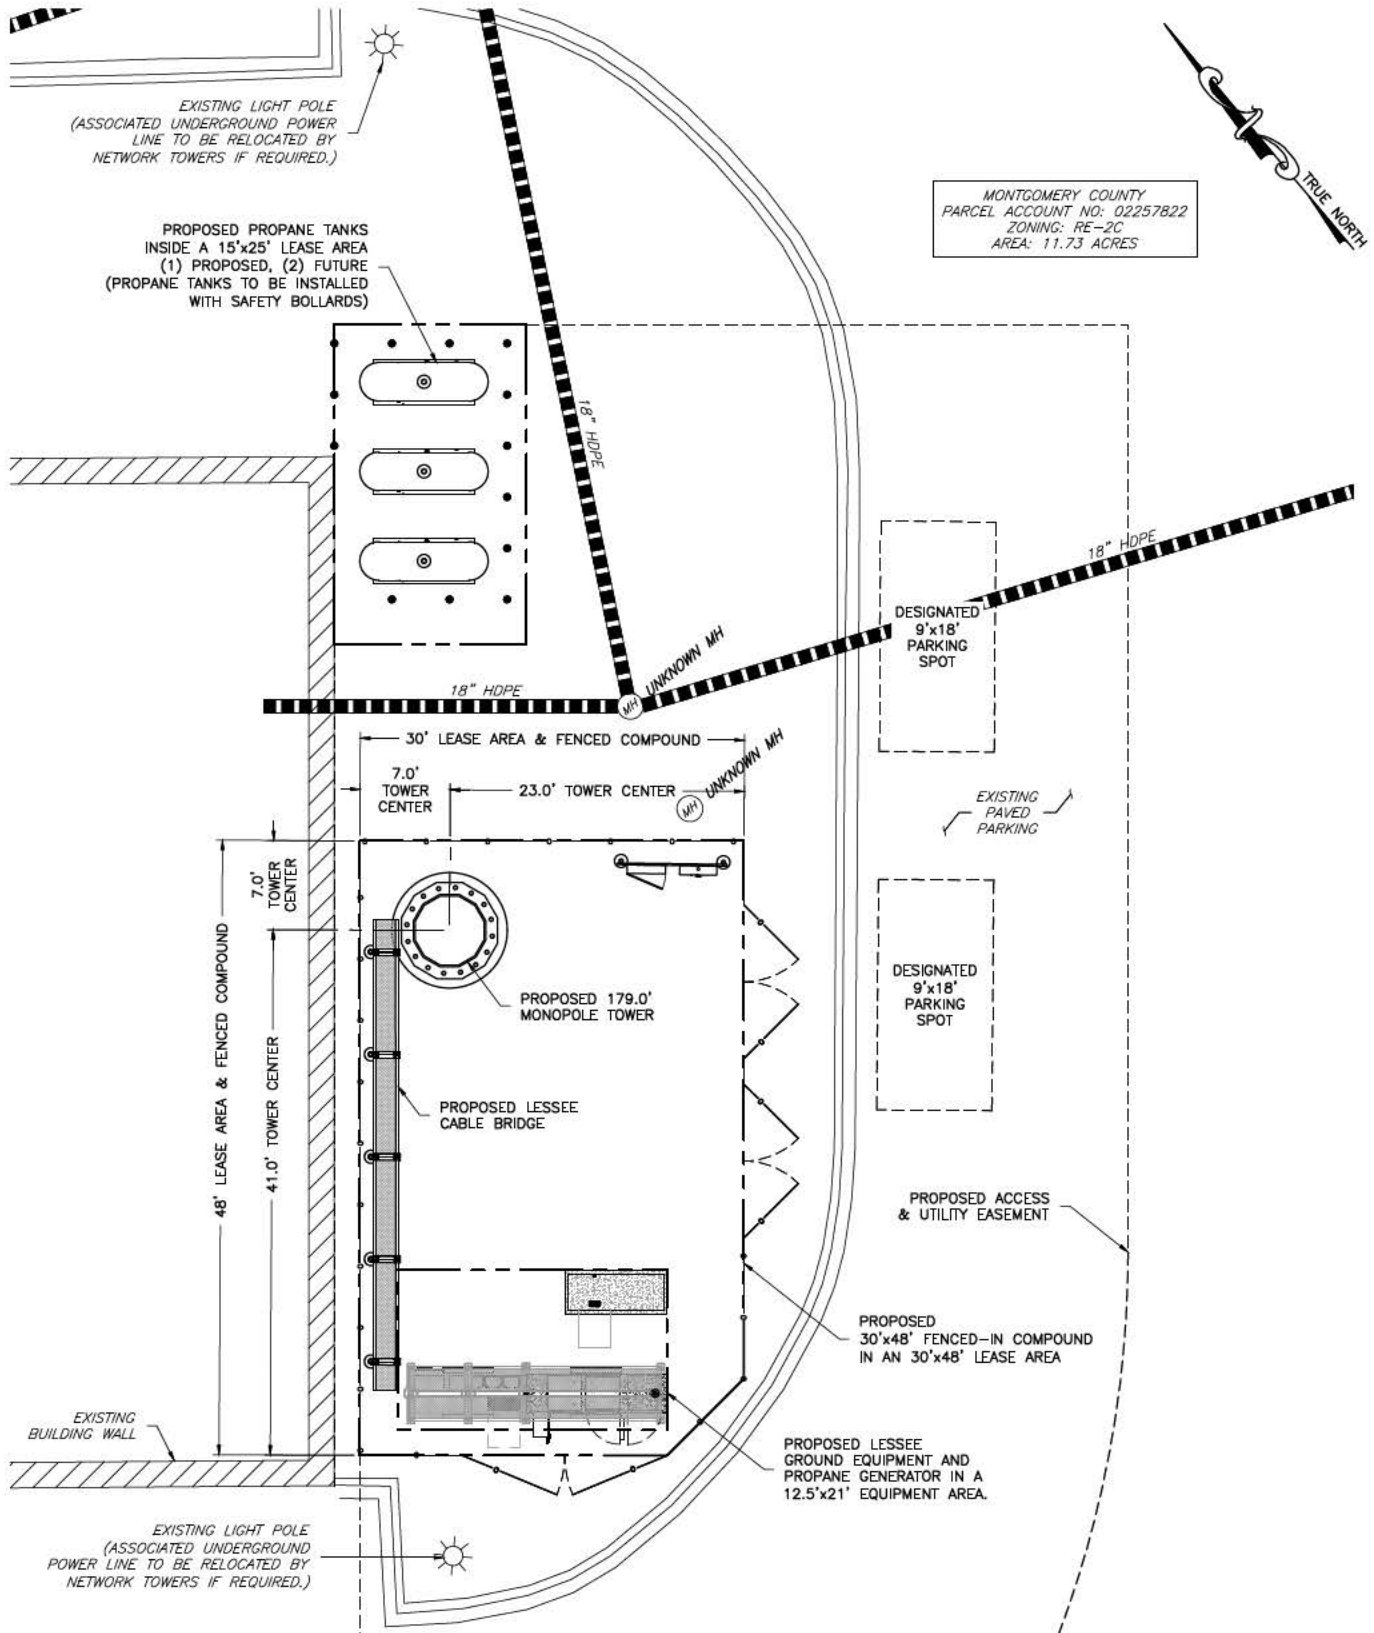 EXISTING LIGHT POLE
(ASSOCIATED UNDERGROUND POWER
LINE TO BE RELOCATED BY
NETWORK TOWERS IF REQUIRED.)
TRUE NORTH
MONTGOMERY COUNTY
PARCEL ACCOUNT NO: 02257822
ZONING: RE-2C
AREA: 11.73 ACRES
PROPOSED PROPANE TANKS
INSIDE A 15'x25' LEASE AREA
(1) PROPOSED, (2) FUTURE
(PROPANE TANKS TO BE INSTALLED
WITH SAFETY BOLLARDS)
18" HDPE
18" HDPE
DESIGNATED
9'x18'
PARKING
SPOT
UNKNOWN MH
MH
18" HDPE
30' LEASE AREA & FENCED COMPOUND
UNKNOWN MH
MH
7.0'
TOWER
CENTER
23.0' TOWER CENTER
EXISTING
PAVED
PARKING
7.0'
TOWER
CENTER
48' LEASE AREA & FENCED COMPOUND
41.0' TOWER CENTER
DESIGNATED
9'x18'
PARKING
SPOT
PROPOSED 179.0'
MONOPOLE TOWER
PROPOSED LESSEE
CABLE BRIDGE
PROPOSED ACCESS
& UTILITY EASEMENT
PROPOSED
30'x48' FENCED-IN COMPOUND
IN AN 30'x48' LEASE AREA
EXISTING
BUILDING WALL
PROPOSED LESSEE
GROUND EQUIPMENT AND
PROPANE GENERATOR IN A
12.5'x21' EQUIPMENT AREA.
EXISTING LIGHT POLE
(ASSOCIATED UNDERGROUND
POWER LINE TO BE RELOCATED BY
NETWORK TOWERS IF REQUIRED.)